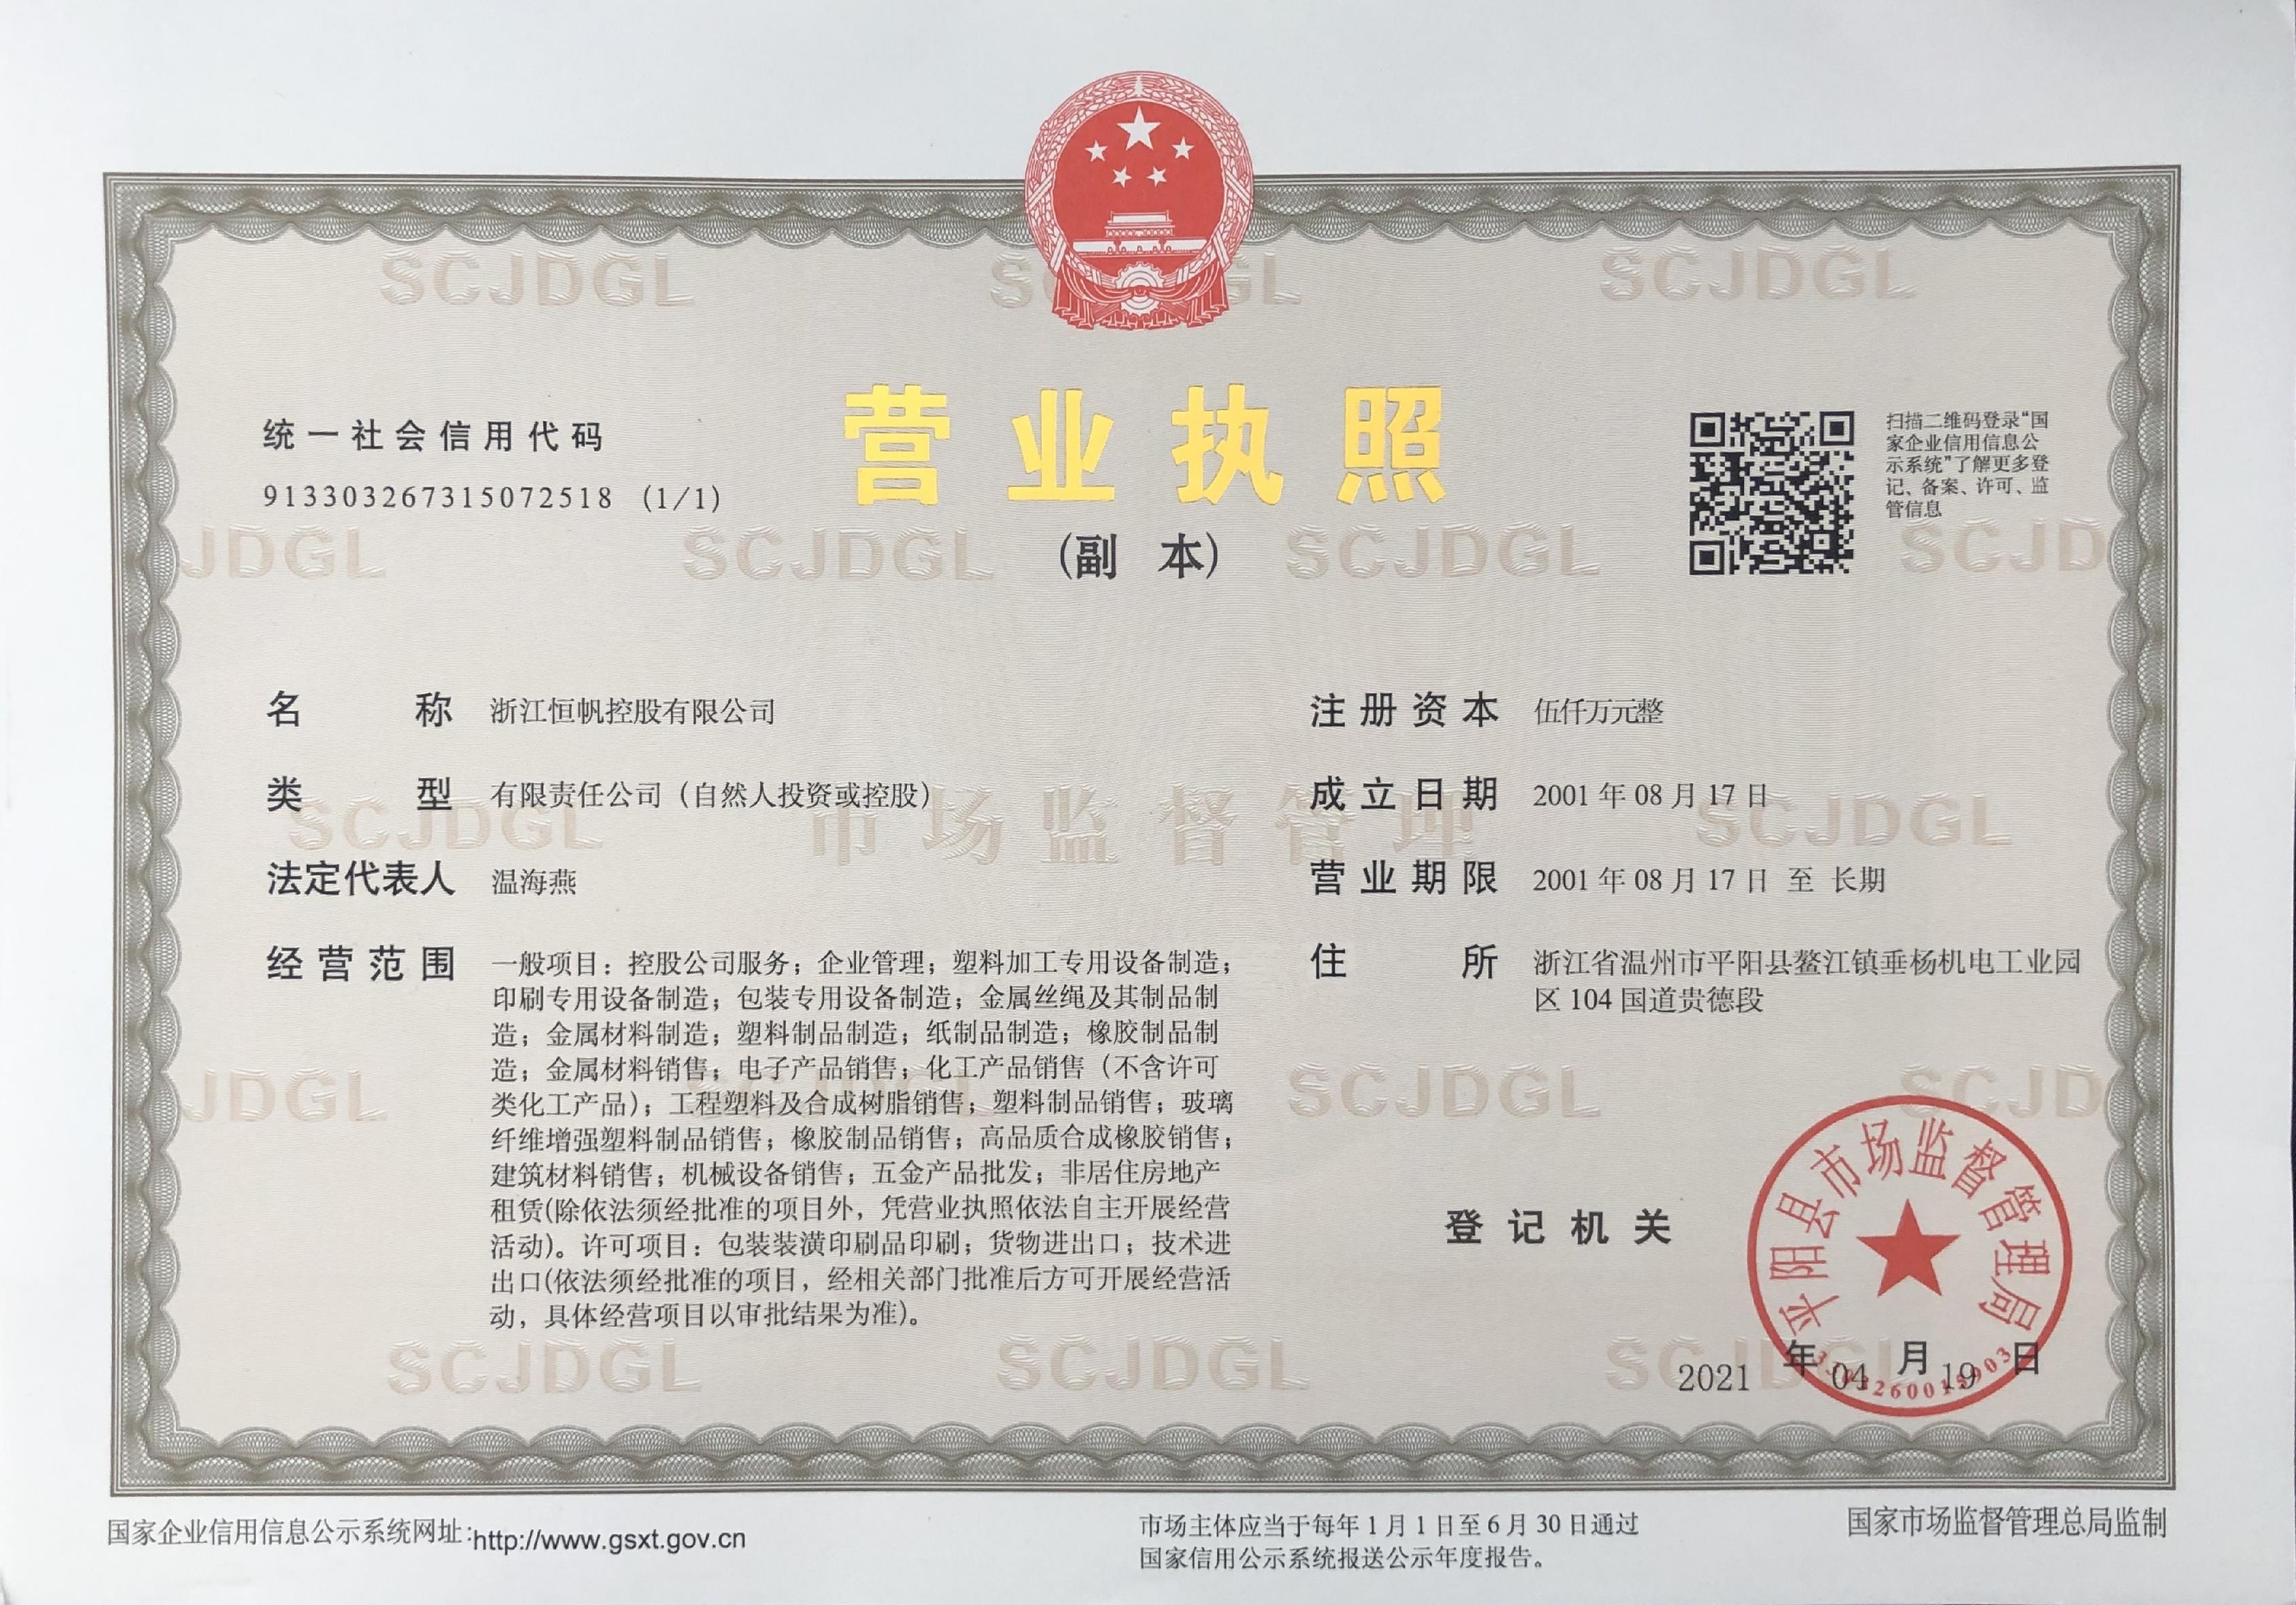 营业执照
(副 本)
统一社会信用代码
913303267315072518 (1/1)
扫描二维码登录“国
家企业信用信息公
示系统”了解更多登
记、备案、许可、监
管信息
名称 浙江恒帆控股有限公司
类型 有限责任公司（自然人投资或控股）
法定代表人 温海燕
经营范围 一般项目：控股公司服务；企业管理；塑料加工专用设备制造；
印刷专用设备制造；包装专用设备制造；金属丝绳及其制品制
造；金属材料制造；塑料制品制造；纸制品制造；橡胶制品制
造；金属材料销售；电子产品销售；化工产品销售（不含许可
类化工产品）；工程塑料及合成树脂销售；塑料制品销售；玻璃
纤维增强塑料制品销售；橡胶制品销售；高品质合成橡胶销售；
建筑材料销售；机械设备销售；五金产品批发；非居住房地产
租赁(除依法须经批准的项目外，凭营业执照依法自主开展经营
活动)。许可项目：包装装潢印刷品印刷；货物进出口；技术进
出口(依法须经批准的项目，经相关部门批准后方可开展经营活
动，具体经营项目以审批结果为准)。
注册资本 伍仟万元整
成立日期 2001年08月17日
营业期限 2001年08月17日 至 长期
住所 浙江省温州市平阳县鳌江镇垂杨机电工业园
区104国道贵德段
登记机关
平阳县市场监督管理局
2021年04月19日
SCJDGL
市场监督管理
国家企业信用信息公示系统网址:http://www.gsxt.gov.cn
市场主体应当于每年1月1日至6月30日通过
国家信用公示系统报送公示年度报告。
国家市场监督管理总局监制